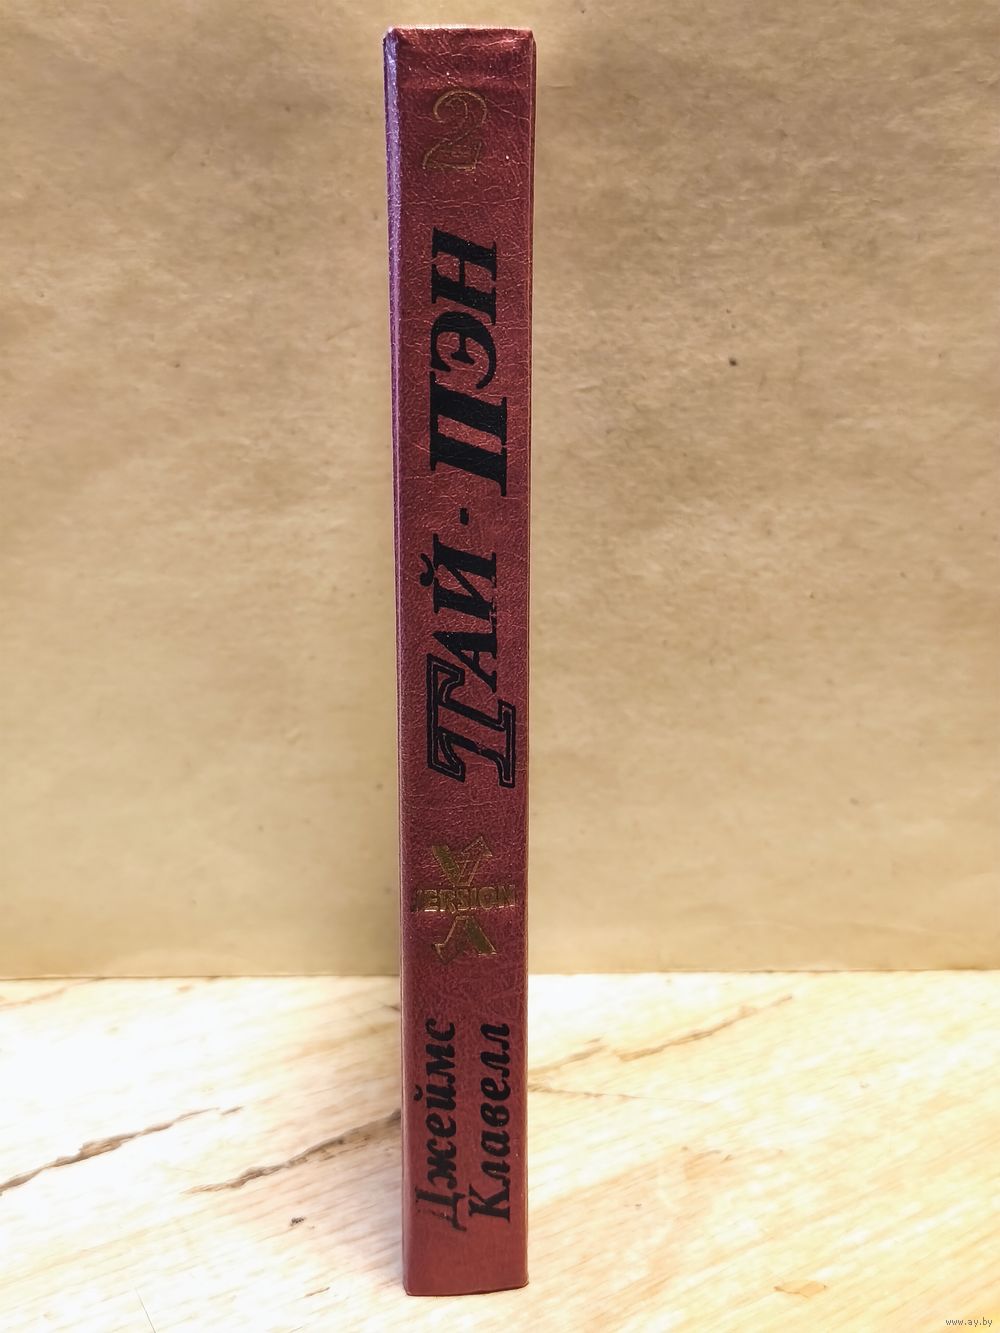 Джеймс
Клавелл
VERSION
Тай-Пэн
2
www.ay.by